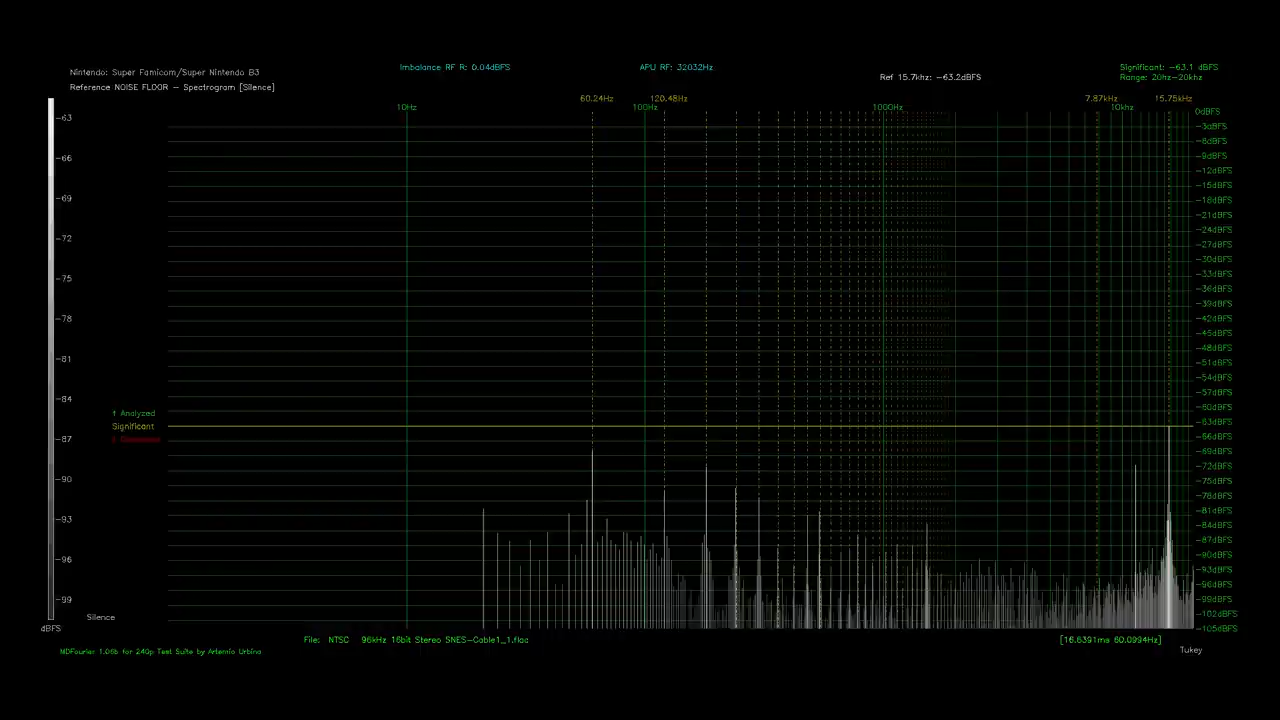 Nintendo: Super Famicom/Super Nintendo B3
Reference NOISE FLOOR - Spectrogram [Silence]
Imbalance RF R: 0.04dBFS
APU RF: 32032Hz
Ref 15.7kHz: -63.2dBFS
Significant: -63.1 dBFS
Range: 20hz-20khz
60.24Hz
120.48Hz
7.87kHz
15.75kHz
10Hz
100Hz
1000Hz
10kHz
-63
-66
-69
-72
-75
-78
-81
-84
-87
-90
-93
-96
-99
dBFS
↑ Analyzed
Significant
Silence
0dBFS
-3dBFS
-6dBFS
-9dBFS
-12dBFS
-15dBFS
-18dBFS
-21dBFS
-24dBFS
-27dBFS
-30dBFS
-33dBFS
-36dBFS
-39dBFS
-42dBFS
-45dBFS
-48dBFS
-51dBFS
-54dBFS
-57dBFS
-60dBFS
-63dBFS
-66dBFS
-69dBFS
-72dBFS
-75dBFS
-78dBFS
-81dBFS
-84dBFS
-87dBFS
-90dBFS
-93dBFS
-96dBFS
-99dBFS
-102dBFS
-105dBFS
File: NTSC 96kHz 16bit Stereo SNES-Cable1_1.flac
[16.6391ms 60.0994Hz]
MDFourier 1.06b for 240p Test Suite by Artemio Urbina
Tukey